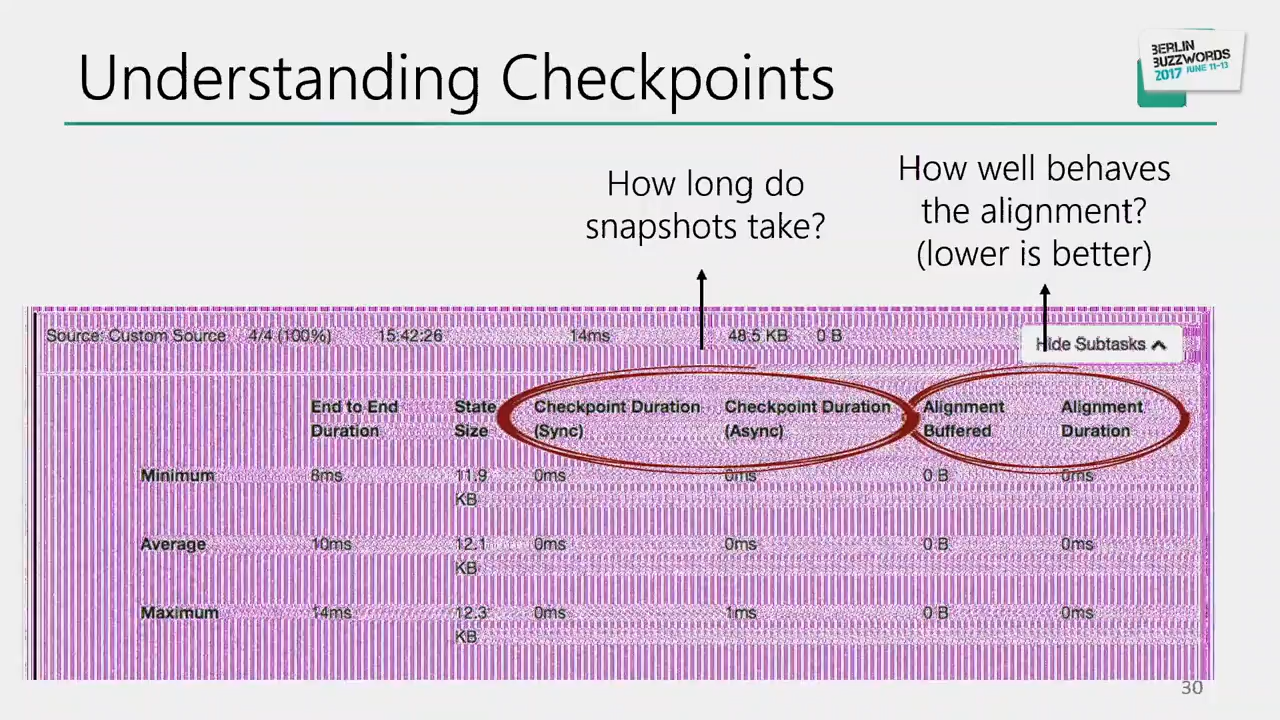 Understanding Checkpoints
BERLIN
BUZZWORDS
2017 JUNE 11-13
How long do
snapshots take?
How well behaves
the alignment?
(lower is better)
Source: Custom Source 4/4 (100%) 15:42:26 14ms 48.5 KB 0 B Hide Subtasks
End to End Duration State Size Checkpoint Duration (Sync) Checkpoint Duration (Async) Alignment Buffered Alignment Duration
Minimum 8ms 11.9 KB 0ms 0ms 0 B 0ms
Average 10ms 12.1 KB 0ms 0ms 0 B 0ms
Maximum 14ms 12.3 KB 0ms 1ms 0 B 0ms
30